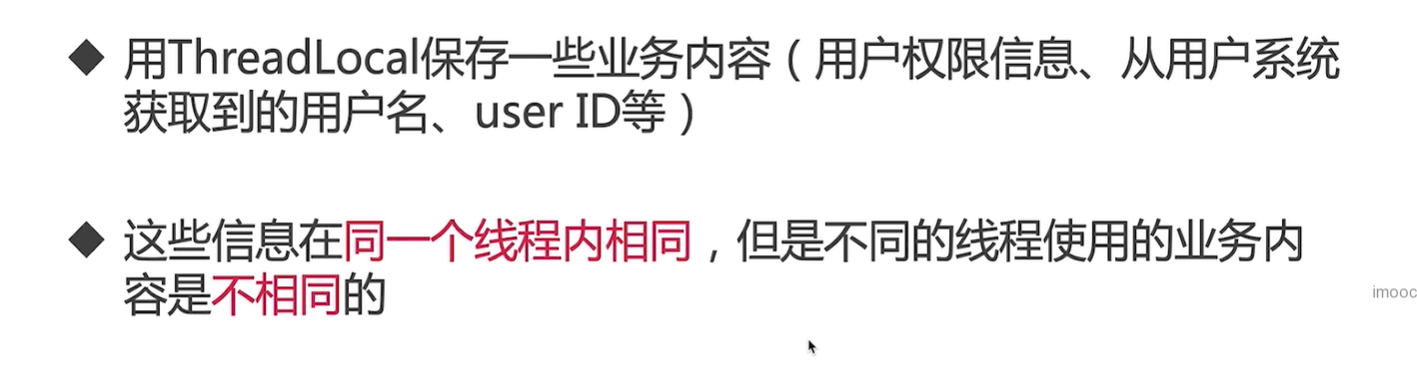 ◆ 用ThreadLocal保存一些业务内容（用户权限信息、从用户系统
获取到的用户名、user ID等）
◆ 这些信息在同一个线程内相同，但是不同的线程使用的业务内
容是不相同的
imooc